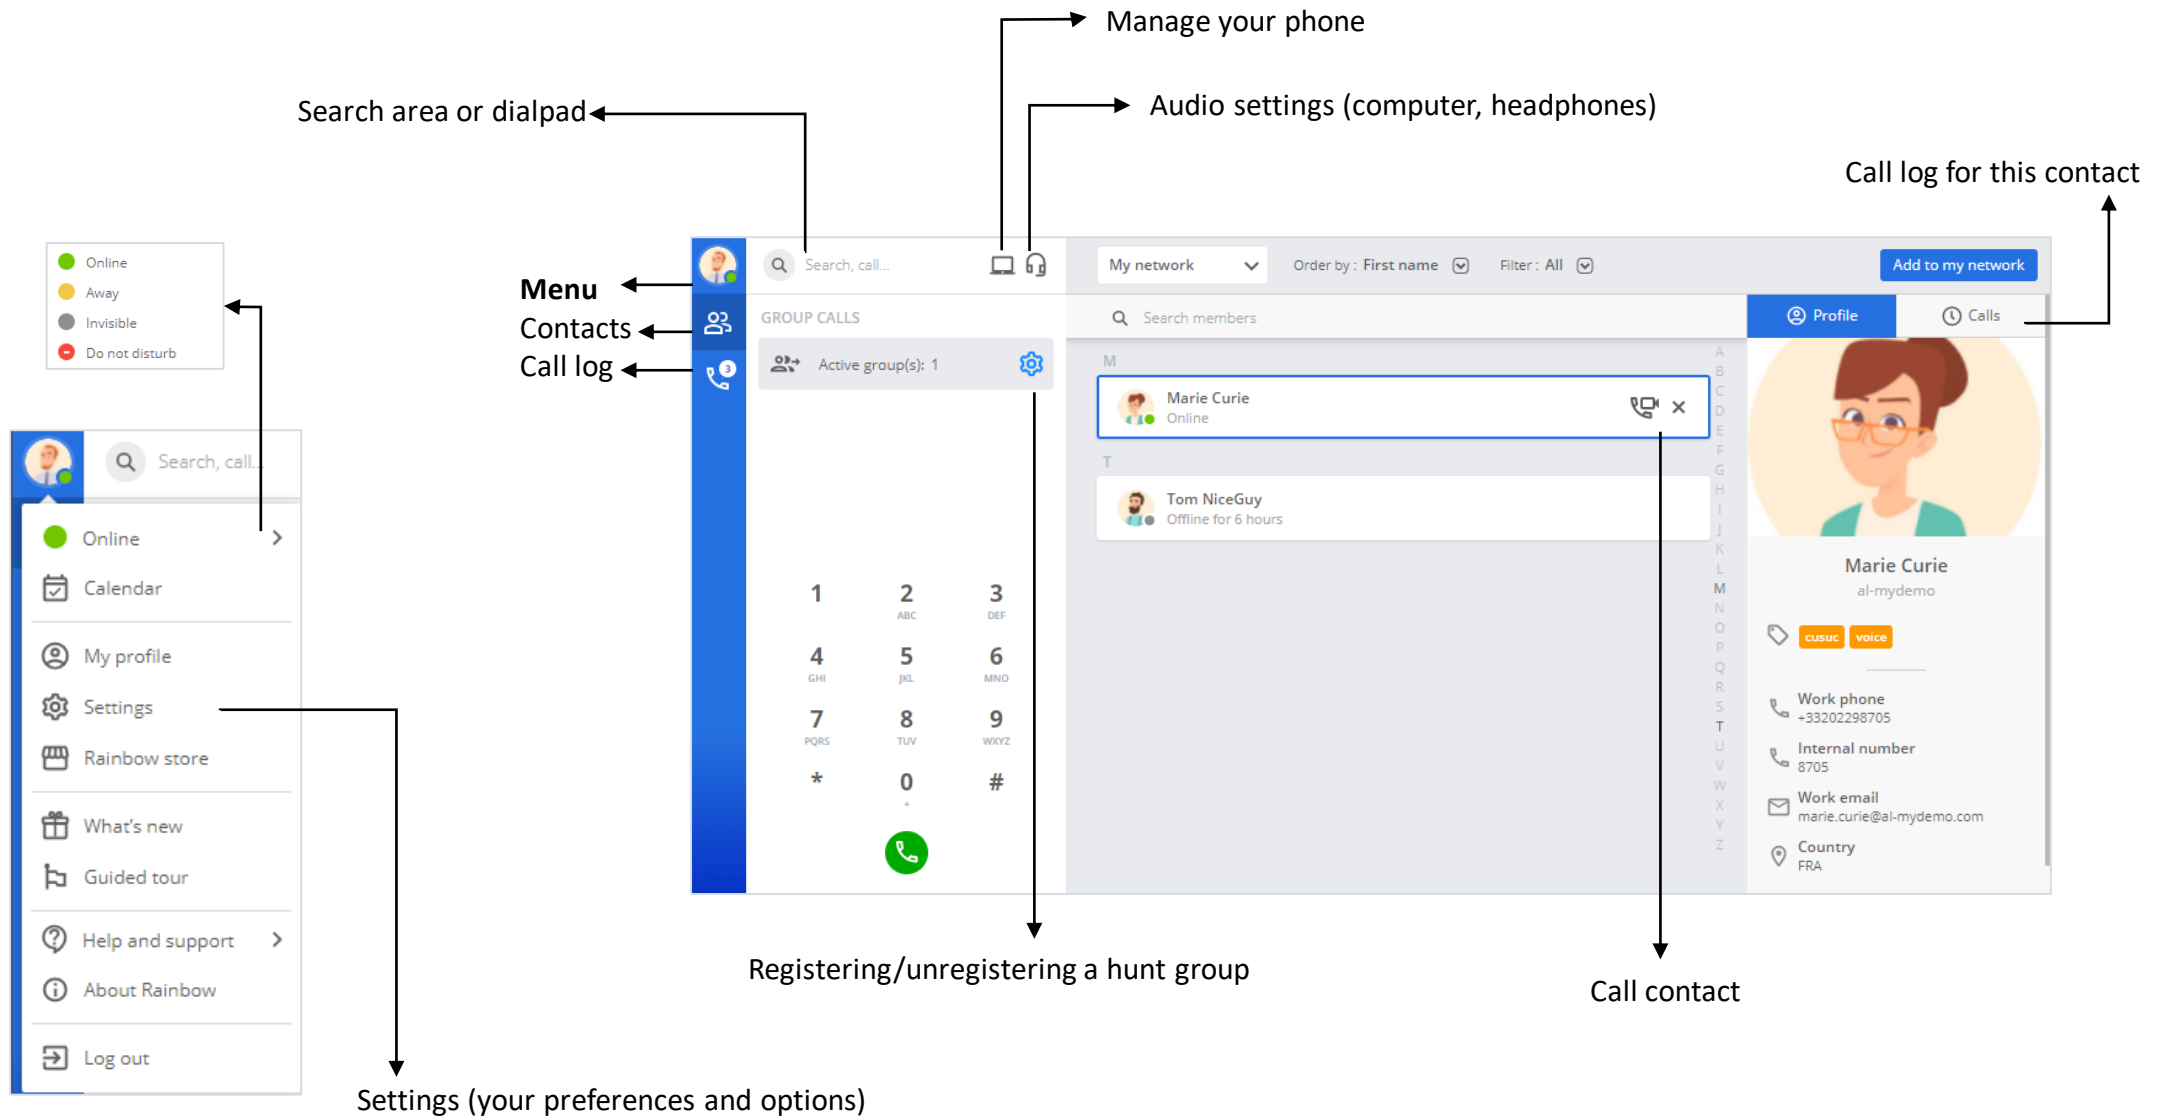 Manage your phone
Search area or dialpad
Audio settings (computer, headphones)
Call log for this contact
Online
Away
Invisible
Do not disturb
Menu
Contacts
Call log
Search, call...
Online
Calendar
My profile
Settings
Rainbow store
What's new
Guided tour
Help and support
About Rainbow
Log out
Settings (your preferences and options)
3
Search, call...
GROUP CALLS
Active group(s): 1
1
2
ABC
3
DEF
4
GHI
5
JKL
6
MNO
7
PQRS
8
TUV
9
WXYZ
*
0
+
#
Registering/unregistering a hunt group
My network
Order by : First name
Filter : All
Add to my network
Search members
M
Marie Curie
Online
T
Tom NiceGuy
Offline for 6 hours
A
B
C
D
E
F
G
H
I
J
K
L
M
N
O
P
Q
R
S
T
U
V
W
X
Y
Z
Call contact
Profile
Calls
Marie Curie
al-mydemo
cusuc voice
Work phone
+33202298705
Internal number
8705
Work email
marie.curie@al-mydemo.com
Country
FRA